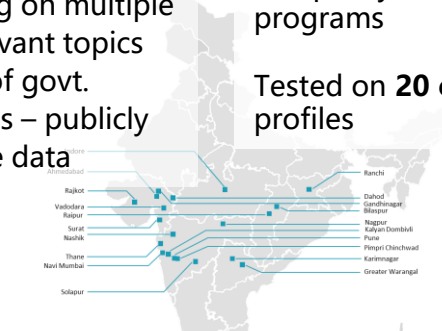 g on multiple
vant topics
of govt.
s – publicly
e data
programs
Tested on 20
profiles
Indore
Ahmedabad
Rajkot
Vadodara
Raipur
Surat
Nashik
Thane
Navi Mumbai
Solapur
Ranchi
Dahod
Gandhinagar
Bilaspur
Nagpur
Kalyan Dombivli
Pune
Pimpri Chinchwad
Karimnagar
Greater Warangal